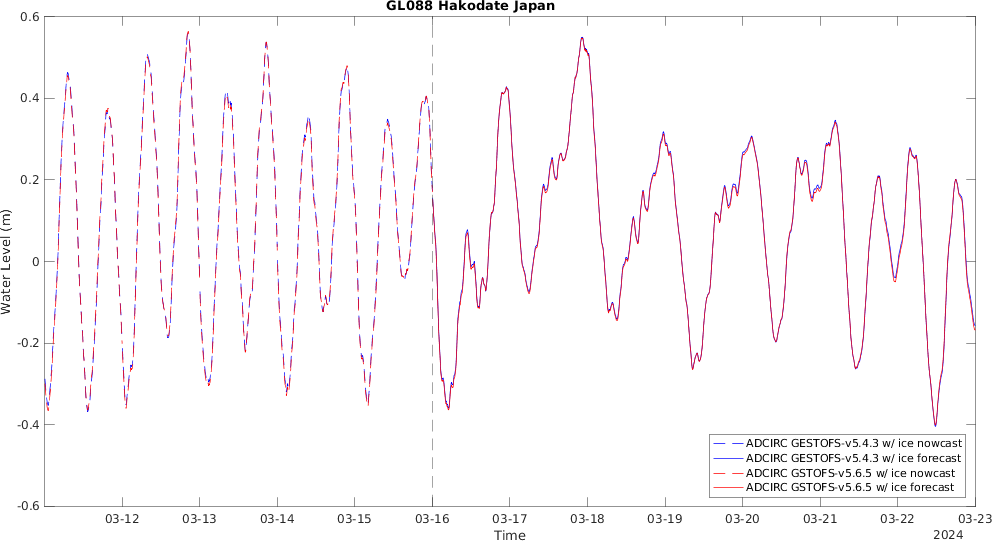 GL088 Hakodate Japan
Water Level (m)
0.6
0.4
0.2
0
-0.2
-0.4
-0.6
ADCIRC GESTOFS-v5.4.3 w/ ice nowcast
ADCIRC GESTOFS-v5.4.3 w/ ice forecast
ADCIRC GSTOFS-v5.6.5 w/ ice nowcast
ADCIRC GSTOFS-v5.6.5 w/ ice forecast
03-12 03-13 03-14 03-15 03-16 03-17 03-18 03-19 03-20 03-21 03-22 03-23
Time
2024